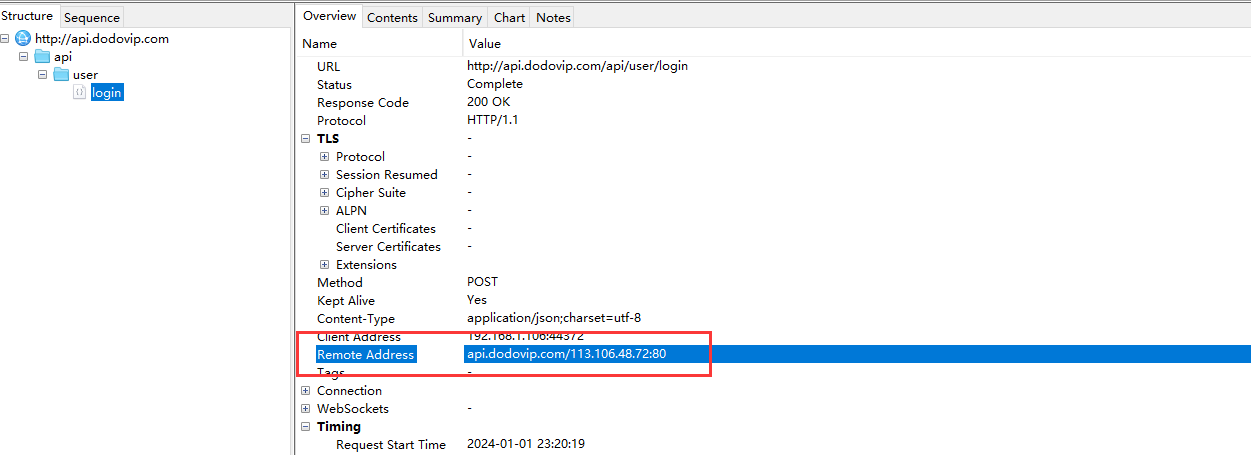 Structure Sequence
http://api.dodovip.com
api
user
login
Overview Contents Summary Chart Notes
Name Value
URL http://api.dodovip.com/api/user/login
Status Complete
Response Code 200 OK
Protocol HTTP/1.1
TLS -
Protocol -
Session Resumed -
Cipher Suite -
ALPN -
Client Certificates -
Server Certificates -
Extensions
Method POST
Kept Alive Yes
Content-Type application/json;charset=utf-8
Client Address 192.168.1.106:44372
Remote Address api.dodovip.com/113.106.48.72:80
Tags -
Connection
WebSockets -
Timing
Request Start Time 2024-01-01 23:20:19